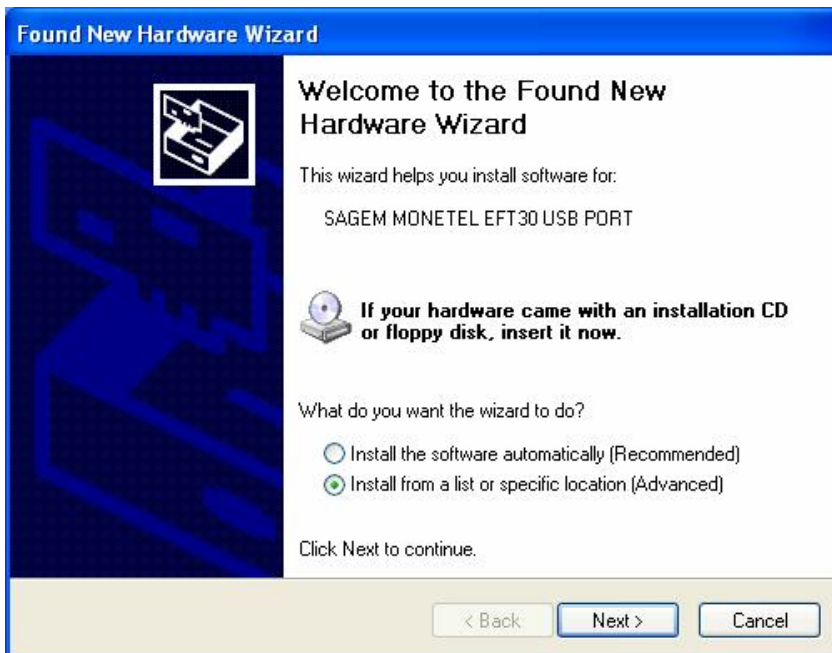 Found New Hardware Wizard
Welcome to the Found New
Hardware Wizard
This wizard helps you install software for:
SAGEM MONETEL EFT30 USB PORT
If your hardware came with an installation CD
or floppy disk, insert it now.
What do you want the wizard to do?
Install the software automatically (Recommended)
Install from a list or specific location (Advanced)
Click Next to continue.
< Back
Next >
Cancel